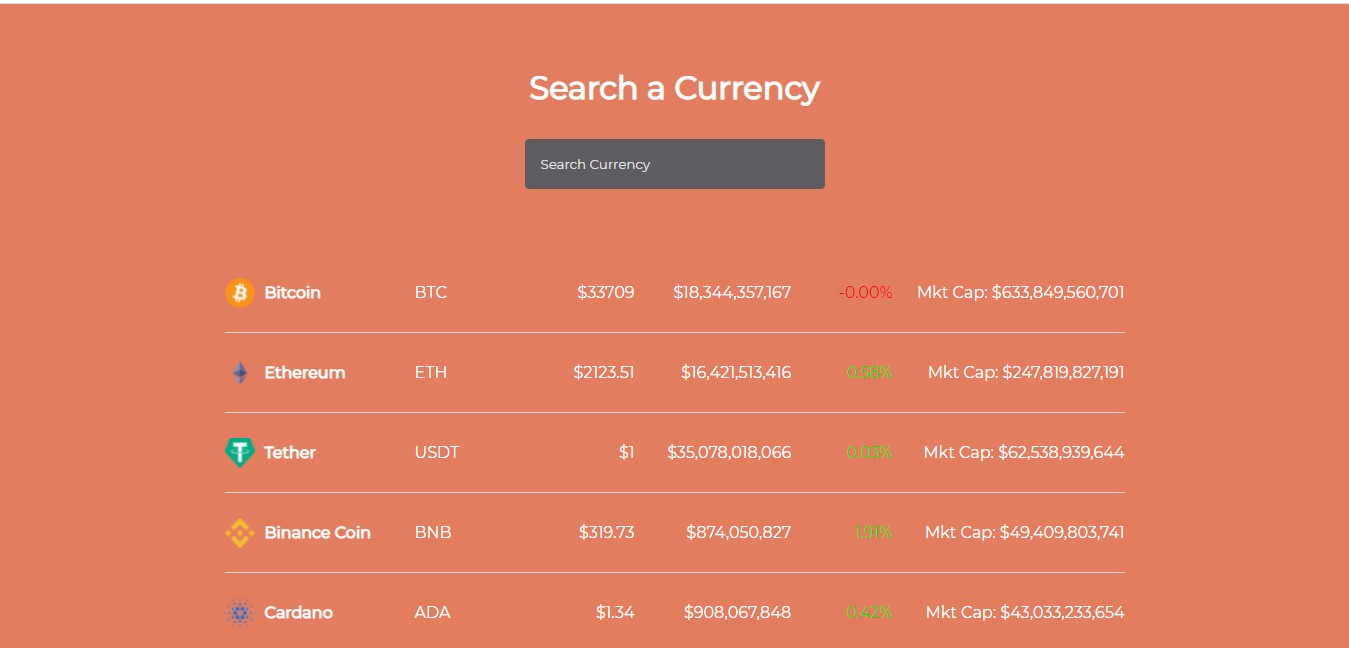 Search a Currency
Search Currency
Bitcoin BTC $33709 $18,344,357,167 -0.00% Mkt Cap: $633,849,560,701
Ethereum ETH $2123.51 $16,421,513,416 0.58% Mkt Cap: $247,819,827,191
Tether USDT $1 $35,078,018,066 0.03% Mkt Cap: $62,538,939,644
Binance Coin BNB $319.73 $874,050,827 1.91% Mkt Cap: $49,409,803,741
Cardano ADA $1.34 $908,067,848 0.42% Mkt Cap: $43,033,233,654